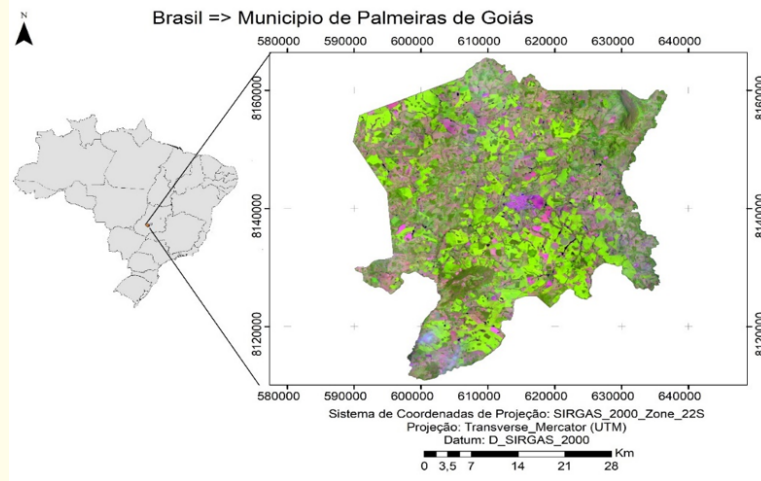 Brasil => Municipio de Palmeiras de Goiás
N
580000 590000 600000 610000 620000 630000 640000
8160000 8160000
8140000 8140000
8120000 8120000
580000 590000 600000 610000 620000 630000 640000
Sistema de Coordenadas de Projeção: SIRGAS_2000_Zone_22S
Projeção: Transverse_Mercator (UTM)
Datum: D_SIRGAS_2000
Km
0 3,5 7 14 21 28